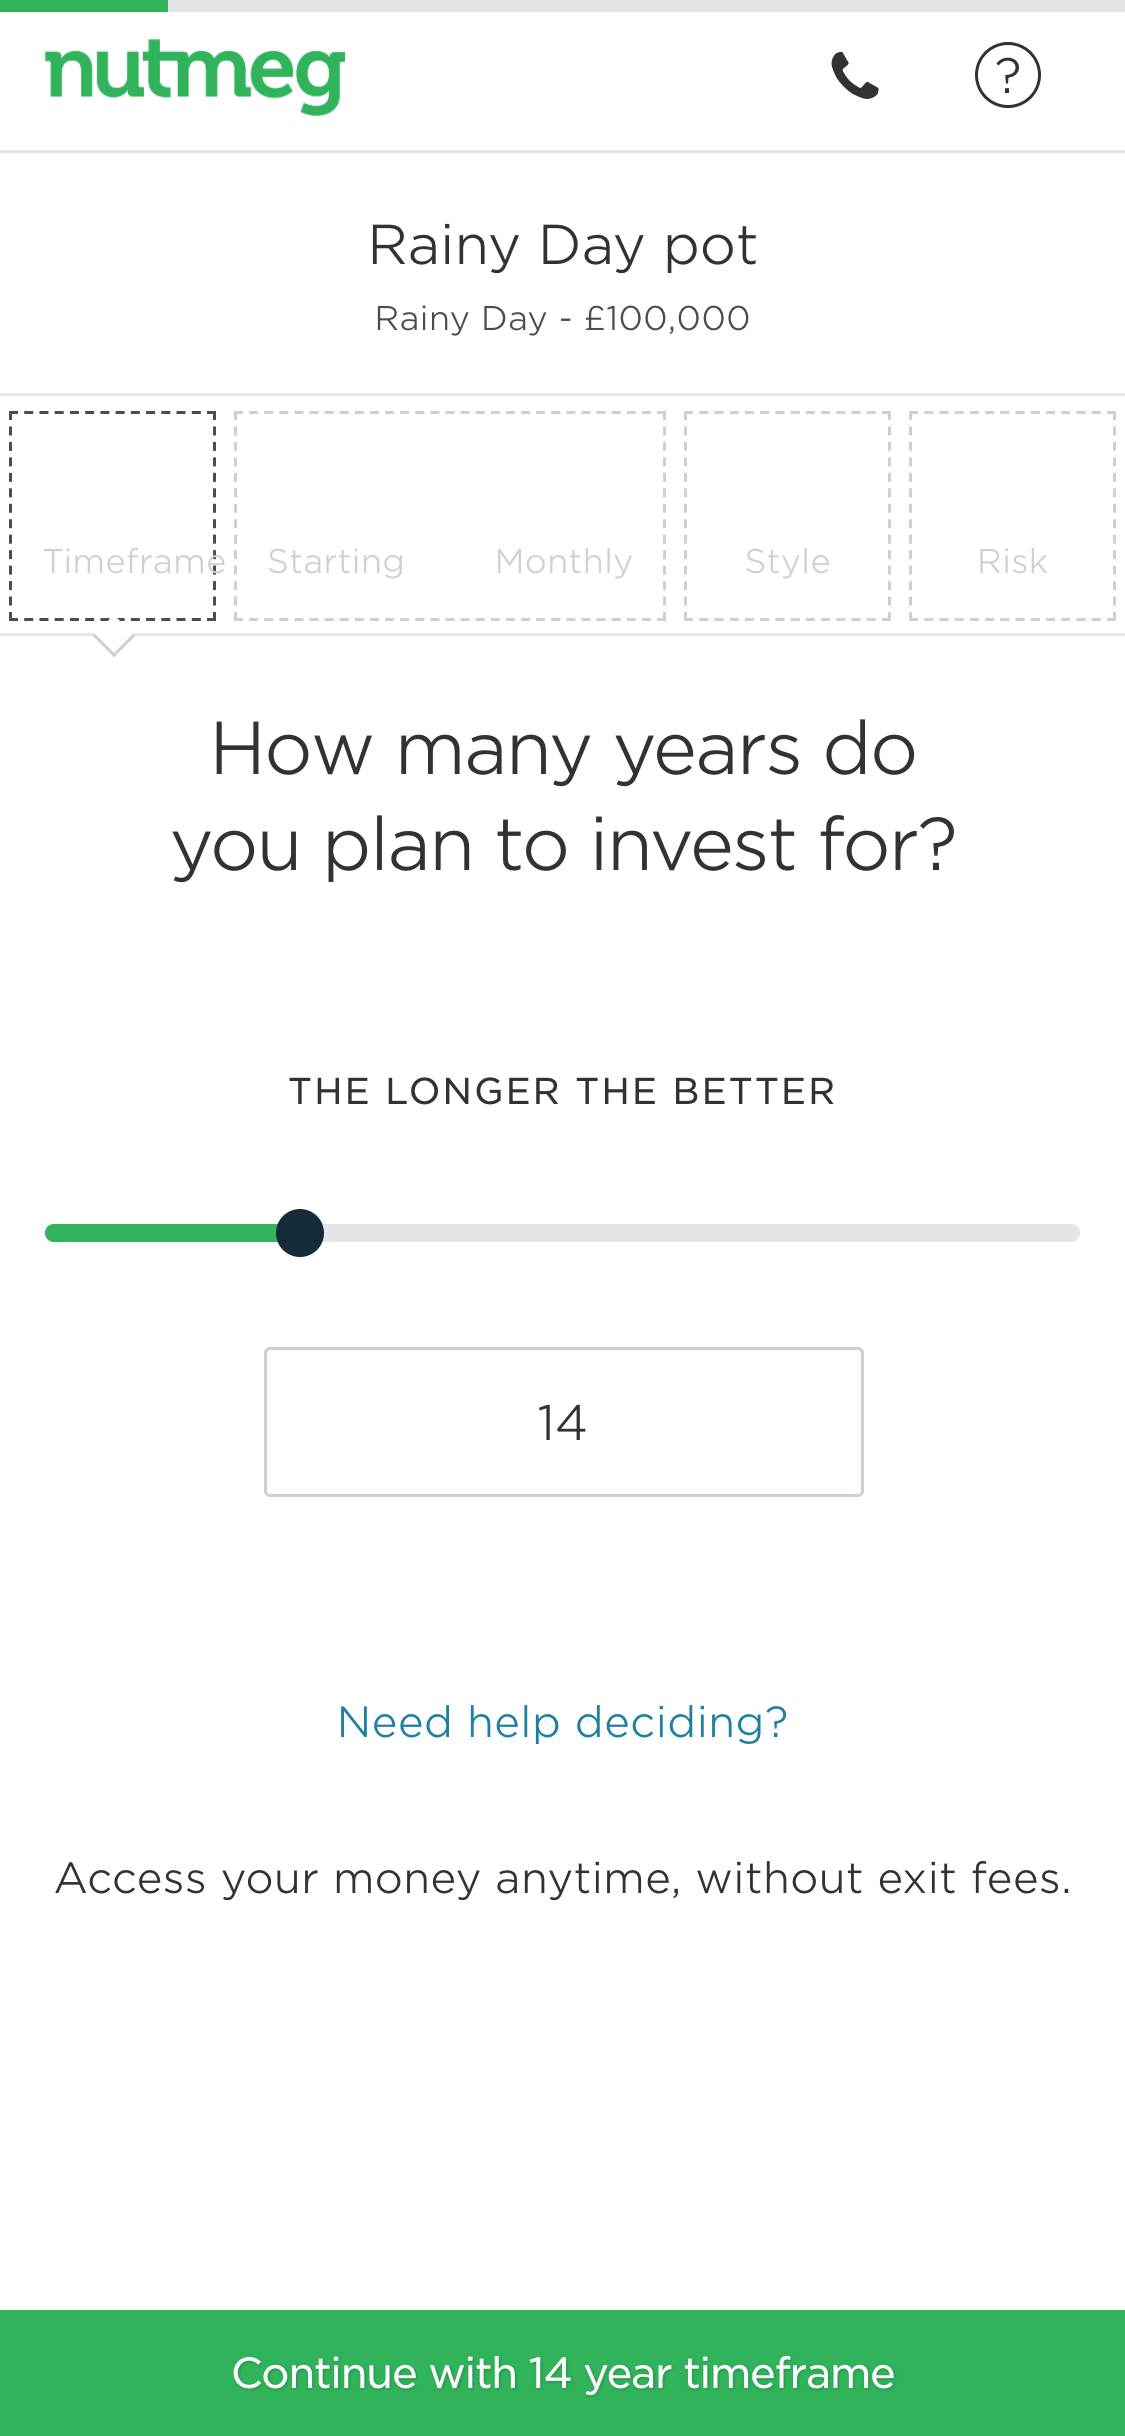 nutmeg
?
Rainy Day pot
Rainy Day - £100,000
Timeframe Starting Monthly Style Risk
How many years do
you plan to invest for?
THE LONGER THE BETTER
14
Need help deciding?
Access your money anytime, without exit fees.
Continue with 14 year timeframe